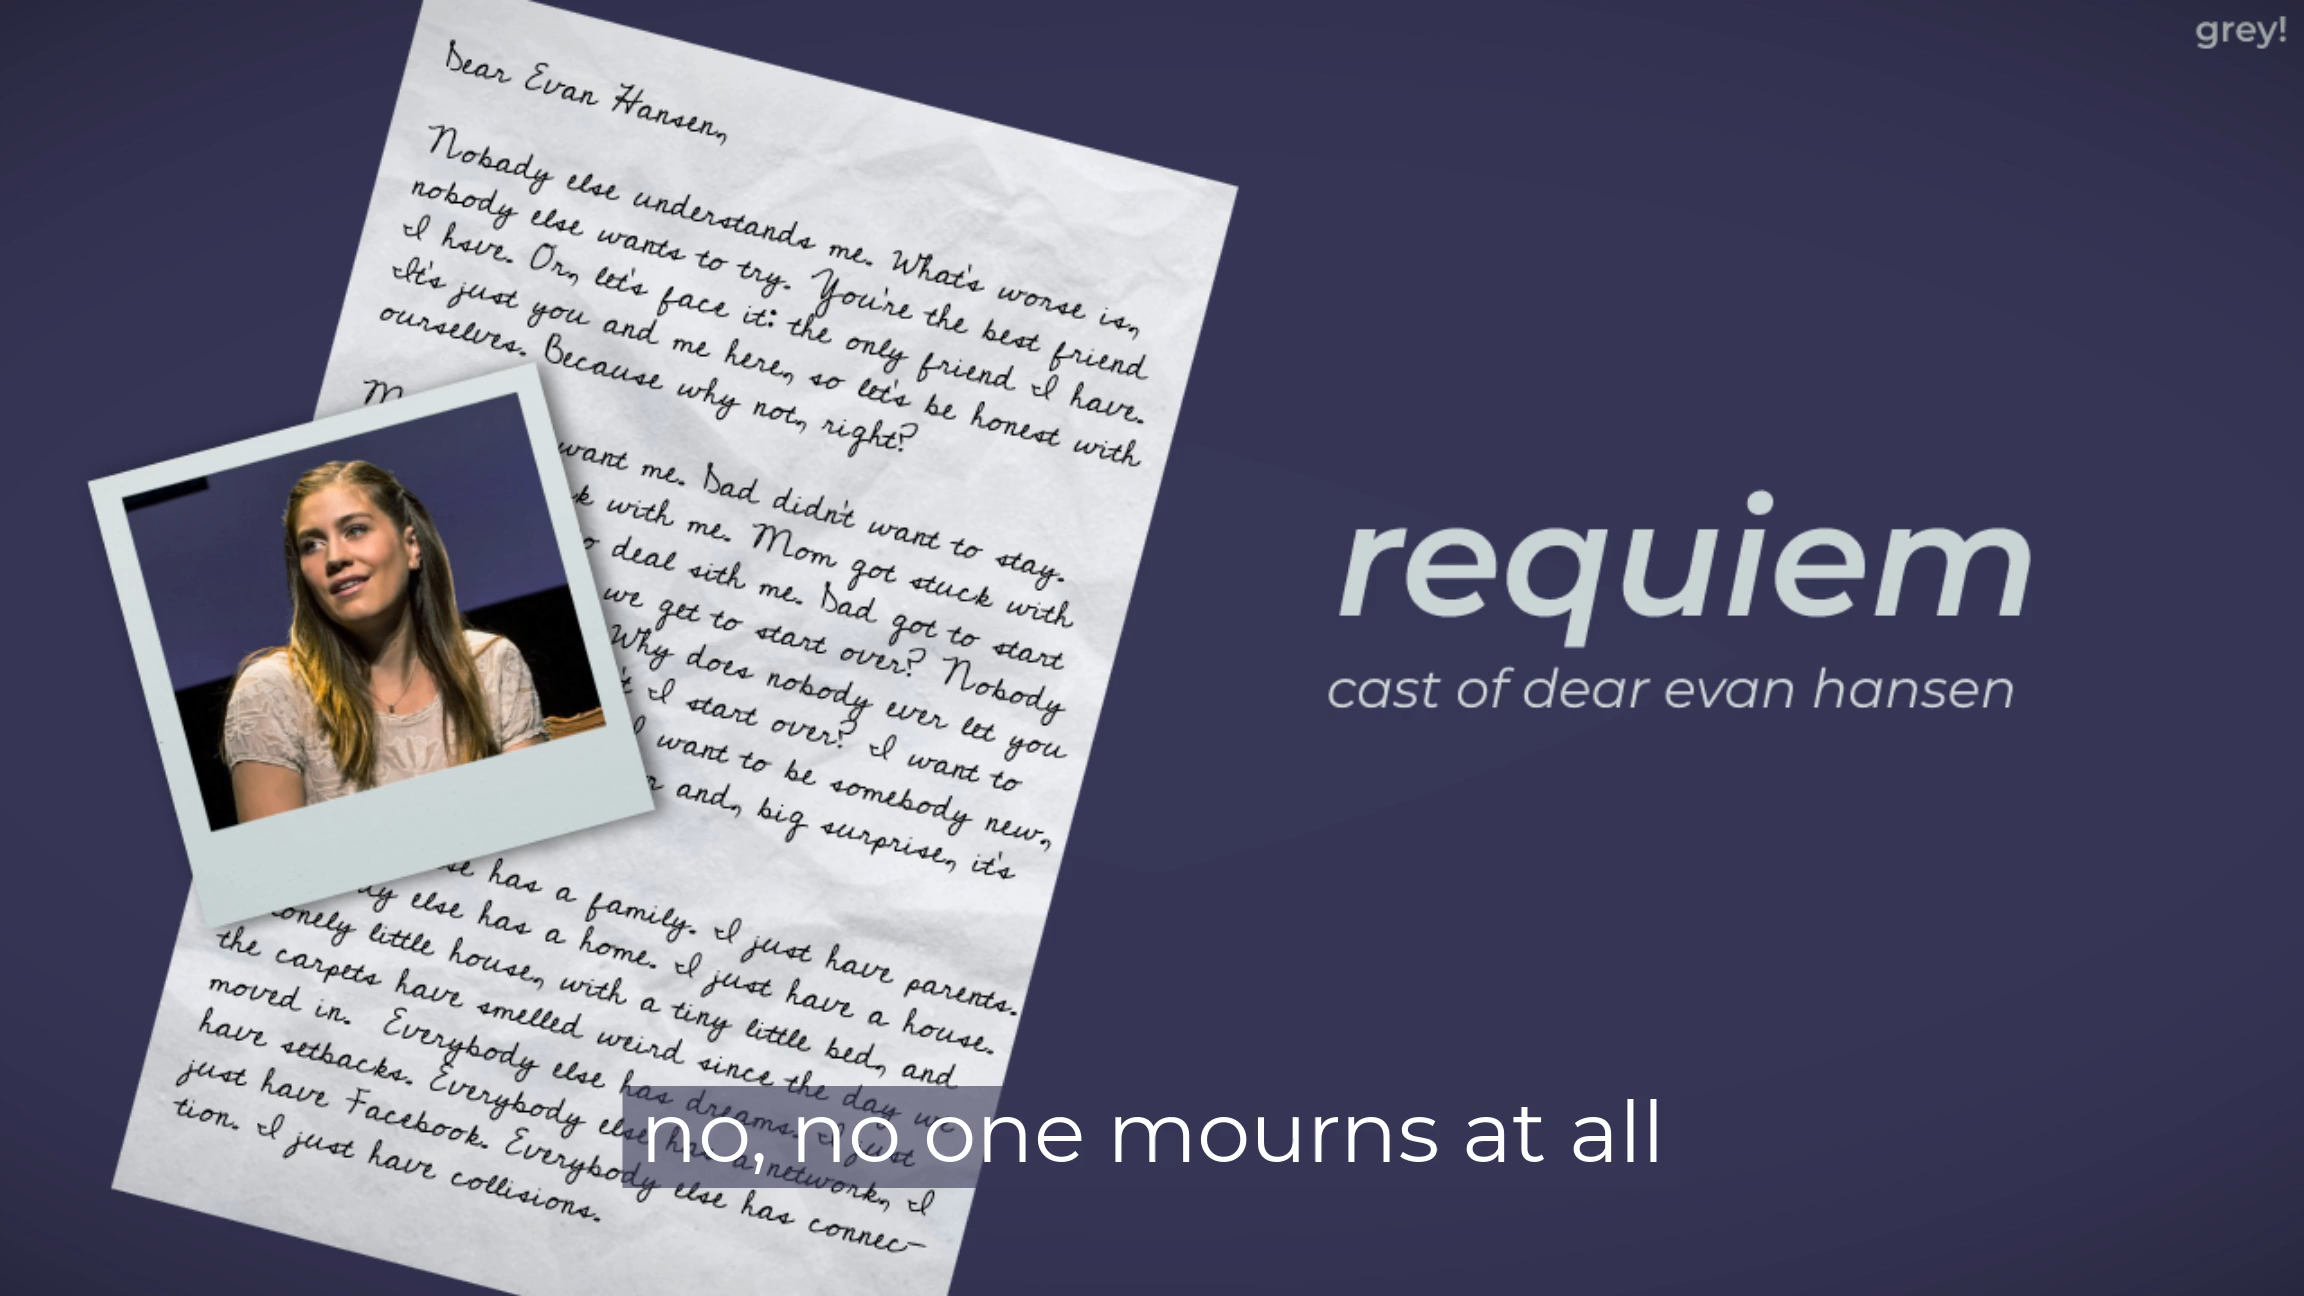 grey!
Dear Evan Hansen,
Nobady else understands me. What's worse is,
nobody else wants to try. You're the best friend
I hsve. Or, let's face it: the only friend I have.
It's just you and me here, so let's be honest with
ourselves. Because why not, right?
want me. Dad didn't want to stay.
k with me. Mom got stuck with
o deal sith me. Dad got to start
we get to start over? Nobody
Why does nobody ever let you
't I start over? I want to
I want to be somebody new,
and, big surprise, it's
se has a family. I just have parents.
dy else has a home. I just have a house.
onely little house, with a tiny little bed, and
the carpets have smelled weird since the day we
moved in. Everybody else has dreams. I just
have setbacks. Everybody else has a network, I
just have Facebook. Everybody else has connec-
tion. I just have collisions.
requiem
cast of dear evan hansen
no, no one mourns at all